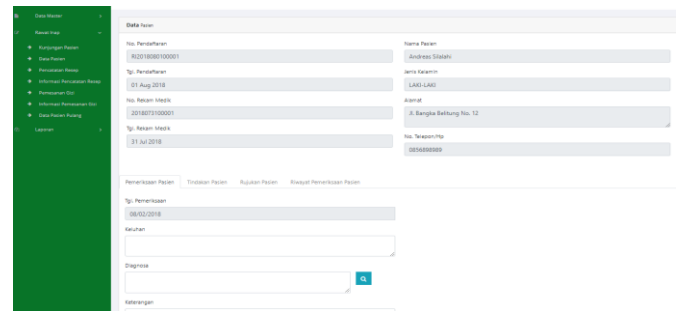 Data Master
Rawat Inap
Kunjungan Pasien
Data Pasien
Pencatatan Resep
Informasi Pencatatan Resep
Pemesanan Gizi
Informasi Pemesanan Gizi
Data Pasien Pulang
Laporan
Data Pasien
No. Pendaftaran
RI2018080100001
Tgl. Pendaftaran
01 Aug 2018
No. Rekam Medis
2018073100001
Tgl. Rekam Medik
31 Jul 2018
Nama Pasien
Andreas Silalahi
Jenis Kelamin
LAKI-LAKI
Alamat
Jl. Bangka Belitung No. 12
No. Telepon/Hp
0856898989
Pemeriksaan Pasien Tindakan Pasien Rujukan Pasien Riwayat Pemeriksaan Pasien
Tgl. Pemeriksaan
08/02/2018
Keluhan
Diagnosa
Keterangan